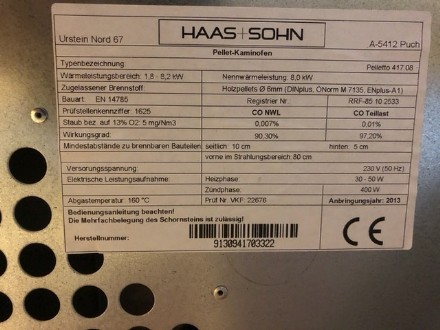 Urstein Nord 67 HAAS+SOHN A-5412 Puch
Pellet-Kaminofen
Typenbezeichnung: Pelletto 417.08
Wärmeleistungsbereich: 1,8 - 8,2 kW Nennwärmeleistung: 8,0 kW
Zugelassener Brennstoff: Holzpellets Ø 6mm (DINplus, ÖNorm M 7135, ENplus-A1)
Bauart: EN 14785 Registrier Nr.: RRF-85 10 2533
Prüfstellenkennziffer: 1625 CO NWL CO Teillast
Staub bez. auf 13% O2: 5 mg/Nm3 0,007% 0,01%
Wirkungsgrad: 90,30% 97,20%
Mindestabstände zu brennbaren Bauteilen: seitlich: 10 cm hinten: 5 cm
vorne im Strahlungsbereich: 80 cm
Versorgungsspannung: 230 V (50 Hz)
Elektrische Leistungsaufnahme: Heizphase: 30 - 50 W
Zündphase: 400 W
Abgastemperatur: 160 °C Prüf Nr. VKF: 22676 Anbringungsjahr: 2013
Bedienungsanleitung beachten!
Die Mehrfachbelegung des Schornsteins ist zulässig!
Herstellnummer: 9130941703322 CE